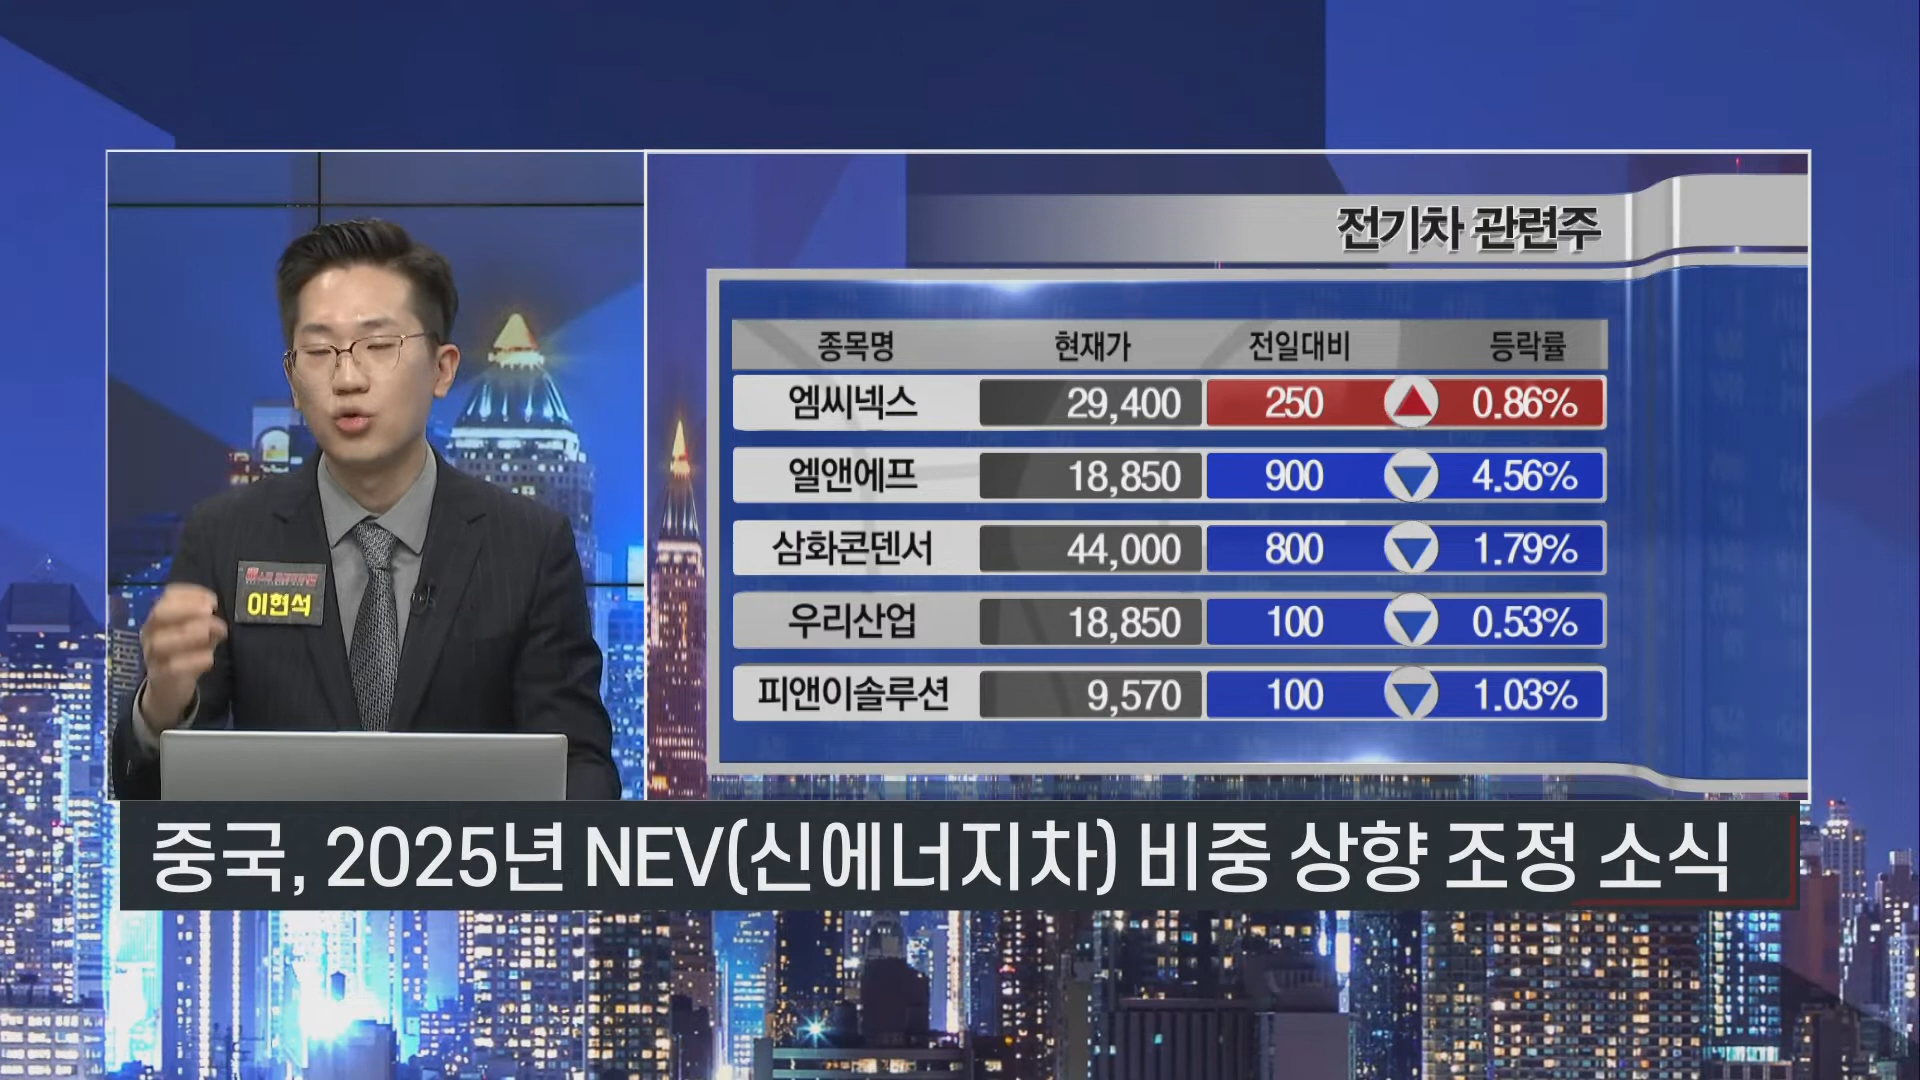 전기차 관련주
종목명 현재가 전일대비 등락률
엠씨넥스 29,400 250 0.86%
엘앤에프 18,850 900 4.56%
삼화콘덴서 44,000 800 1.79%
우리산업 18,850 100 0.53%
피앤이솔루션 9,570 100 1.03%
이현석
중국, 2025년 NEV(신에너지차) 비중 상향 조정 소식